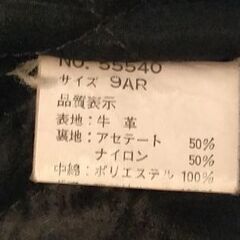 NO. 55540
サイズ 9AR
品質表示
表地:牛革
裏地:アセテート 50%
ナイロン 50%
中綿:ポリエステル 100%